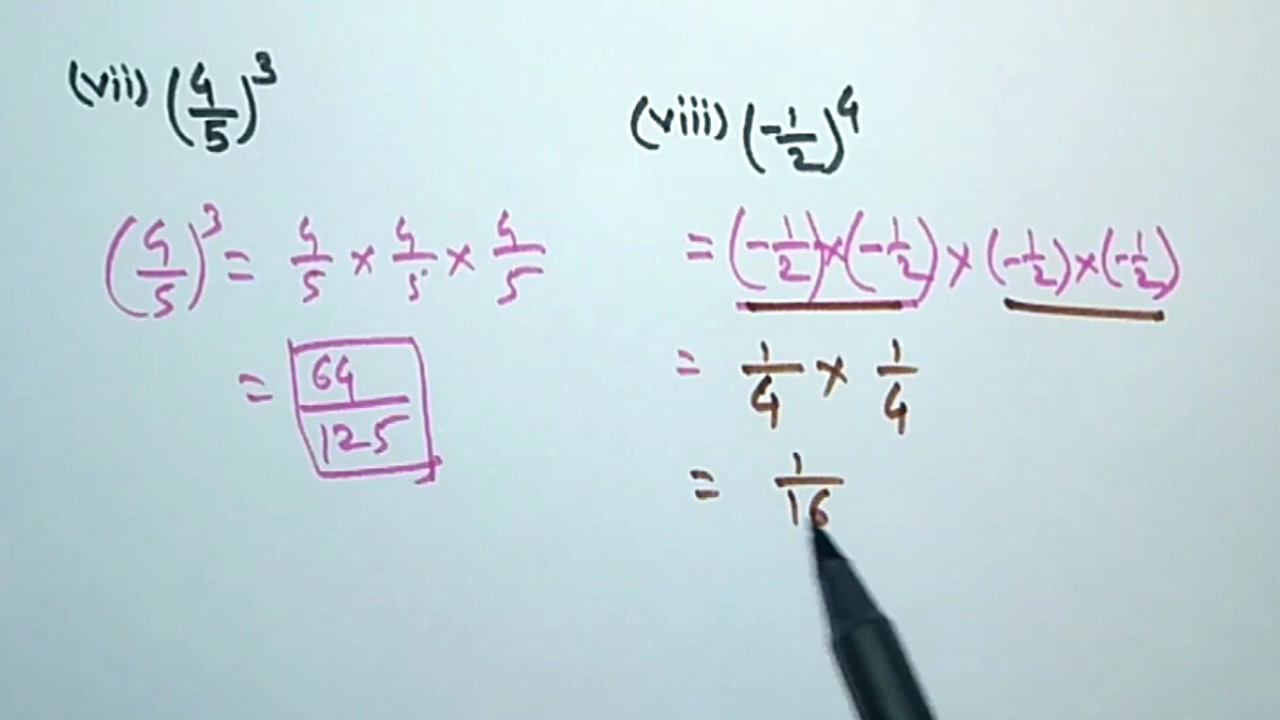 (vii) (4/5)³
(4/5)³ = 4/5 × 4/5 × 4/5
= 64/125
(viii) (-1/2)⁴
= (-1/2) × (-1/2) × (-1/2) × (-1/2)
= 1/4 × 1/4
= 1/16